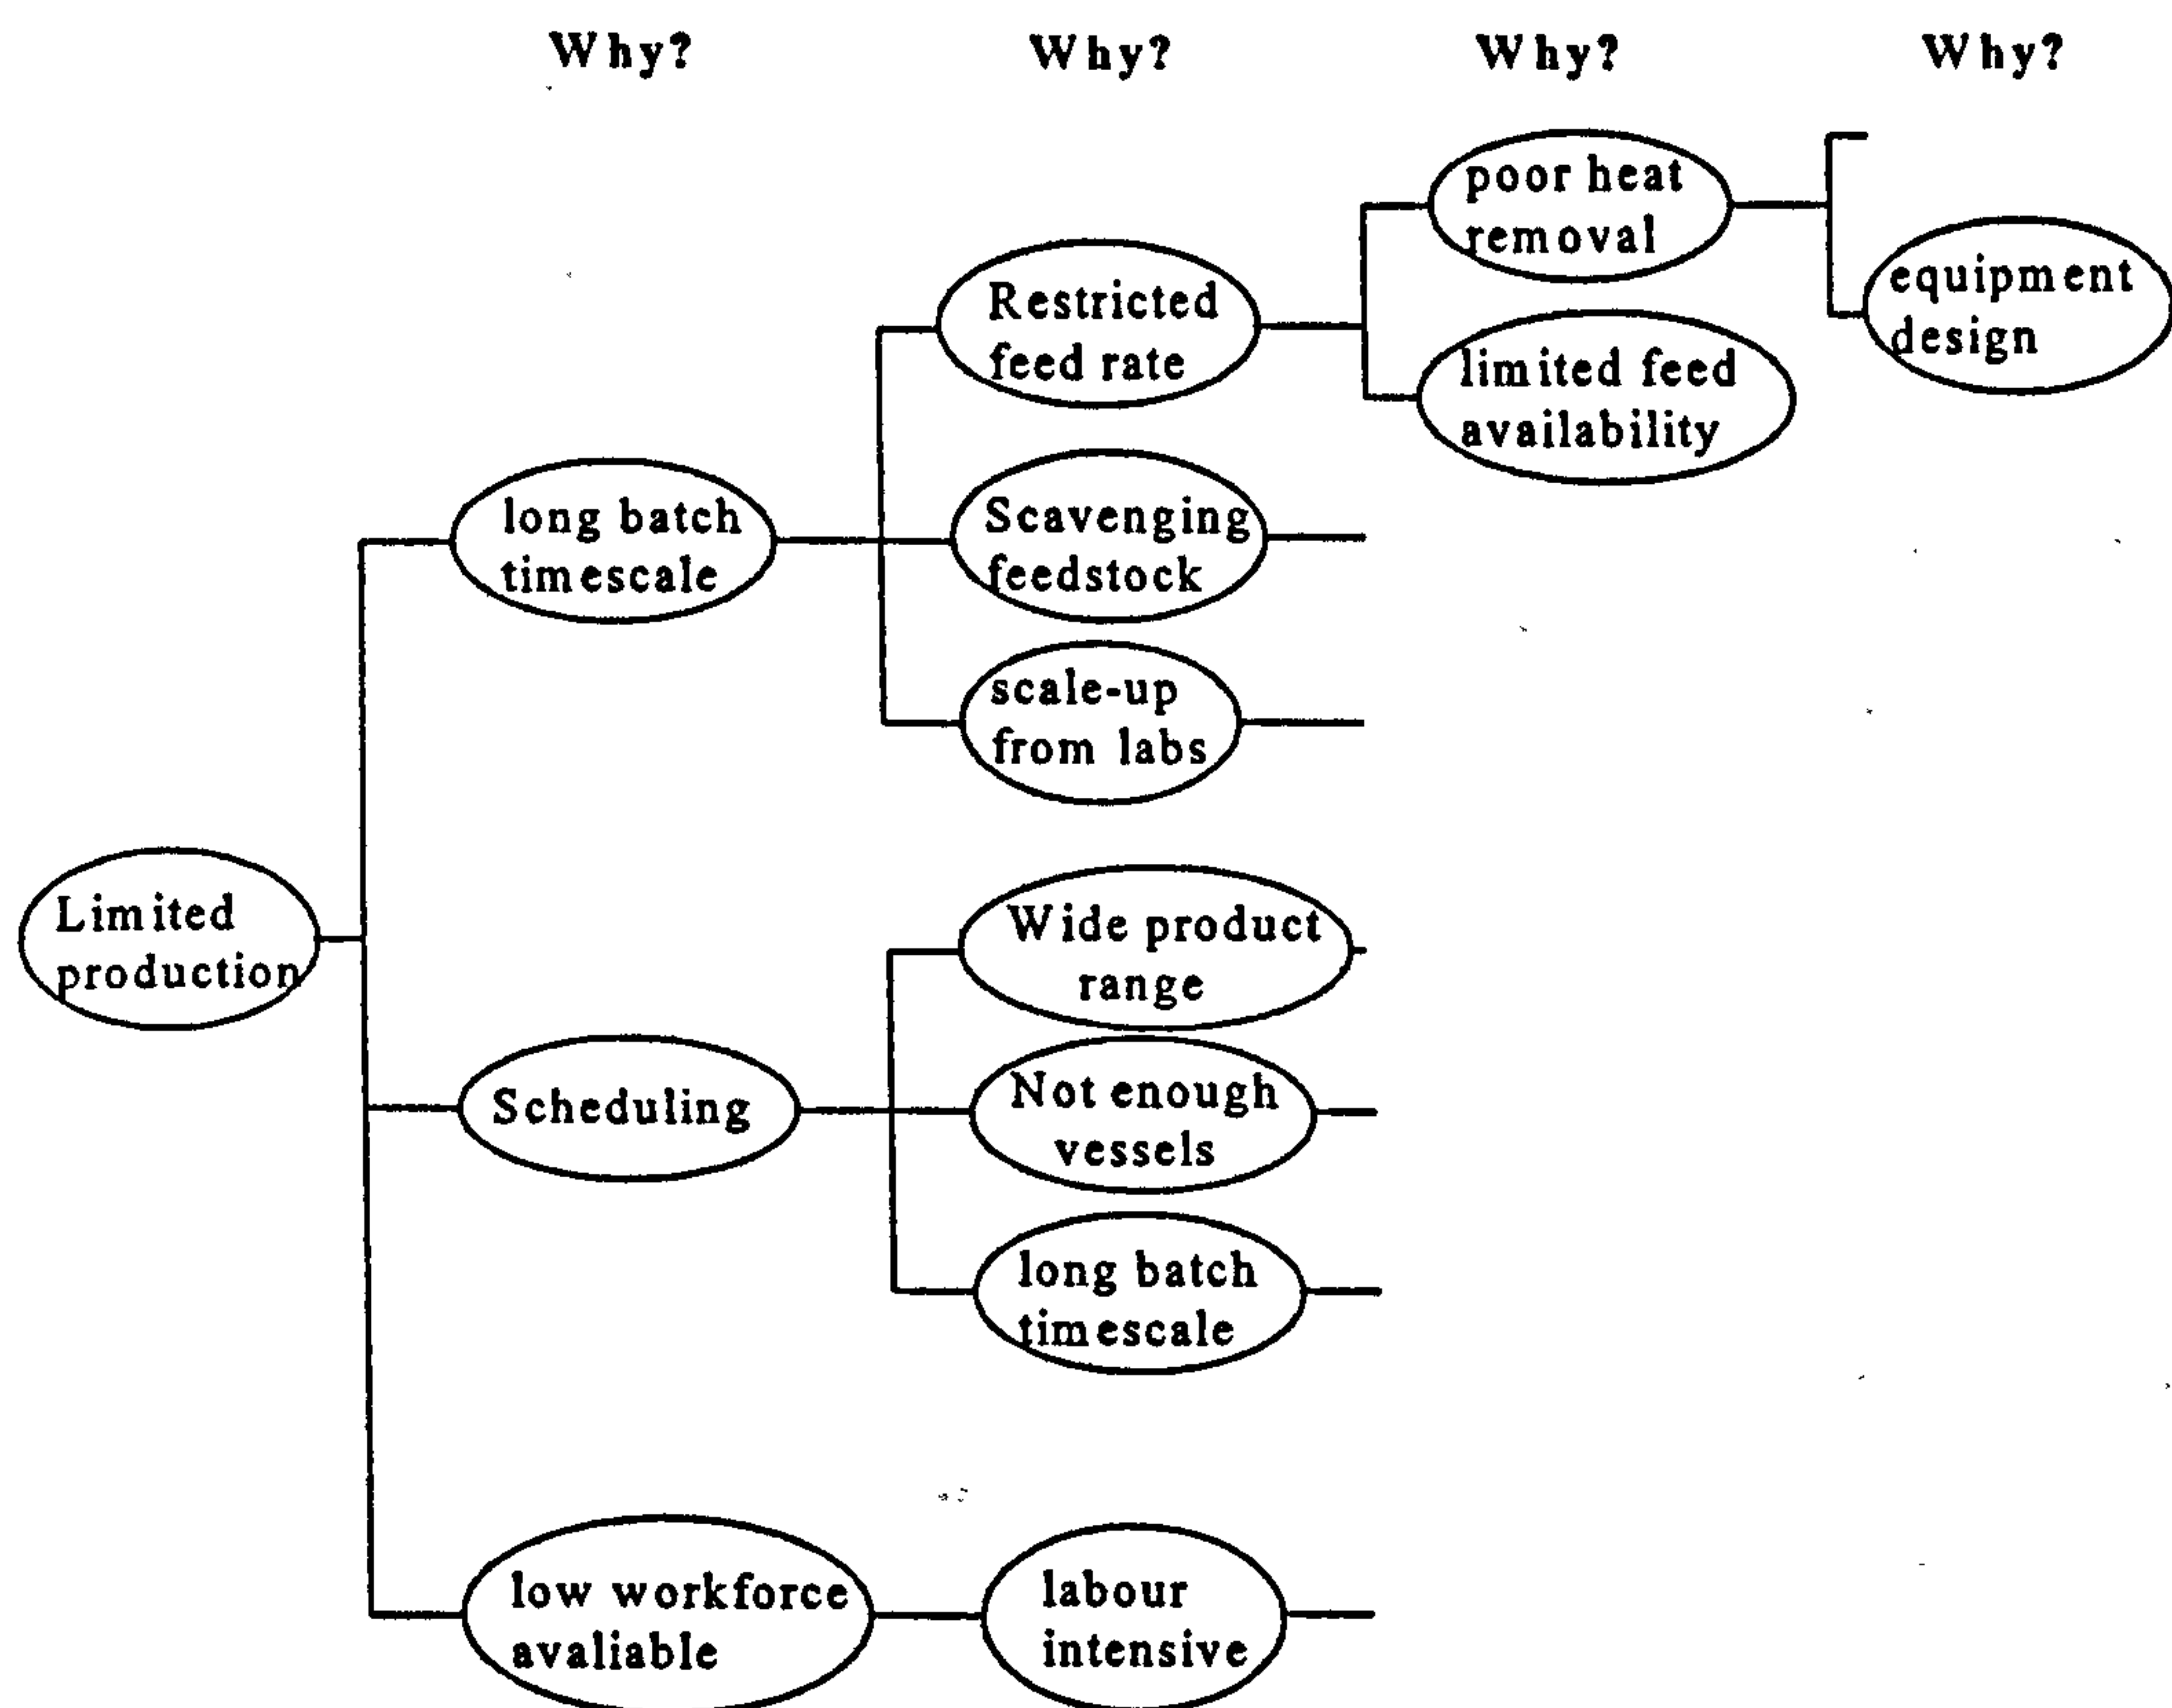 Why? Why? Why? Why?
poor heat
removal
equipment
design
Restricted
feed rate
limited feed
availability
long batch
timescale
Scavenging
feedstock
scale-up
from labs
Limited
production
Wide product
range
Scheduling
Not enough
vessels
long batch
timescale
low workforce
avaliable
labour
intensive